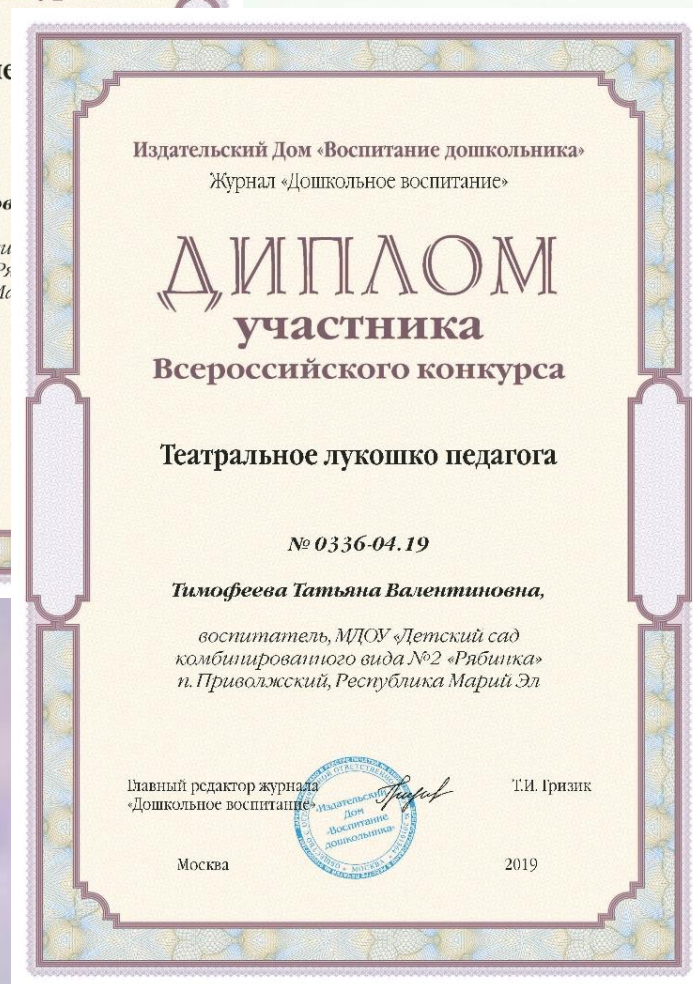 Издательский Дом «Воспитание дошкольника»
Журнал «Дошкольное воспитание»
ДИПЛОМ
участника
Всероссийского конкурса
Театральное лукошко педагога
№ 0336-04.19
Тимофеева Татьяна Валентиновна,
воспитатель, МДОУ «Детский сад
комбинированного вида №2 «Рябинка»
п. Приволжский, Республика Марий Эл
Главный редактор журнала
«Дошкольное воспитание»
Т.И. Гризик
Издательский
Дом
«Воспитание
дошкольника»
МОСКВА
Москва
2019